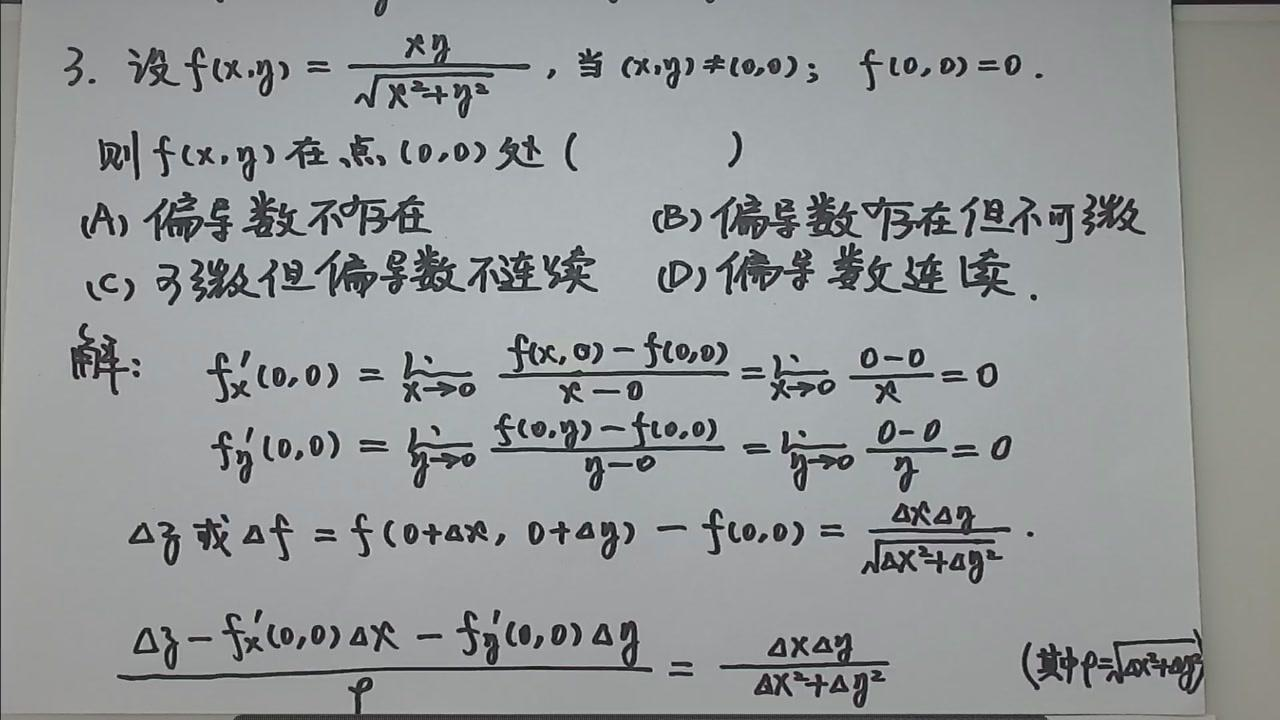 3. 设 f(x,y) = xy/√(x²+y²) , 当 (x,y)≠(0,0); f(0,0)=0.
则 f(x,y) 在点 (0,0) 处 ( )
(A) 偏导数不存在 (B) 偏导数存在但不可微
(C) 可微但偏导数不连续 (D) 偏导数连续.
解: fx'(0,0) = lim x→0 (f(x,0)-f(0,0))/(x-0) = lim x→0 (0-0)/x = 0
fy'(0,0) = lim y→0 (f(0,y)-f(0,0))/(y-0) = lim y→0 (0-0)/y = 0
Δz 或 Δf = f(0+Δx, 0+Δy) - f(0,0) = ΔxΔy/√(Δx²+Δy²).
(Δz - fx'(0,0)Δx - fy'(0,0)Δy)/ρ = ΔxΔy/(Δx²+Δy²) (其中ρ=√(Δx²+Δy²))